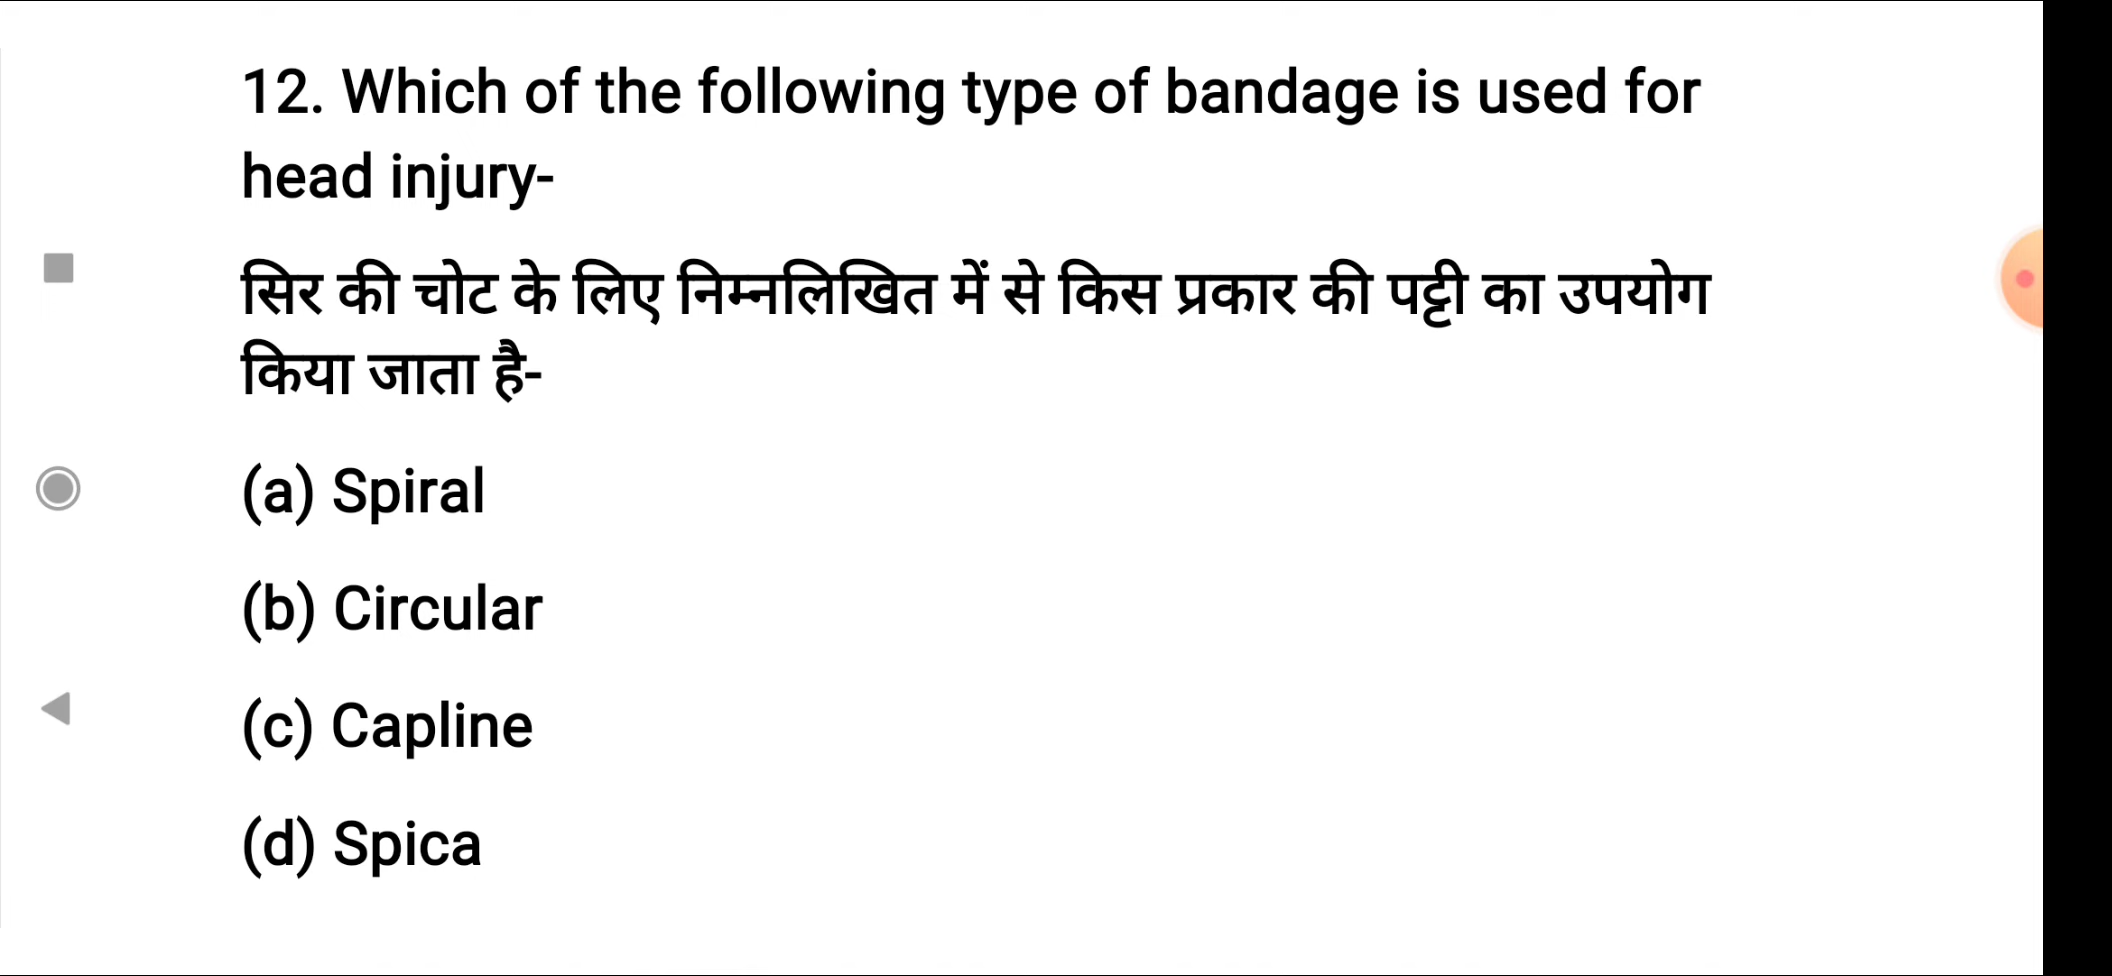 12. Which of the following type of bandage is used for
head injury-
सिर की चोट के लिए निम्नलिखित में से किस प्रकार की पट्टी का उपयोग
किया जाता है-
(a) Spiral
(b) Circular
(c) Capline
(d) Spica